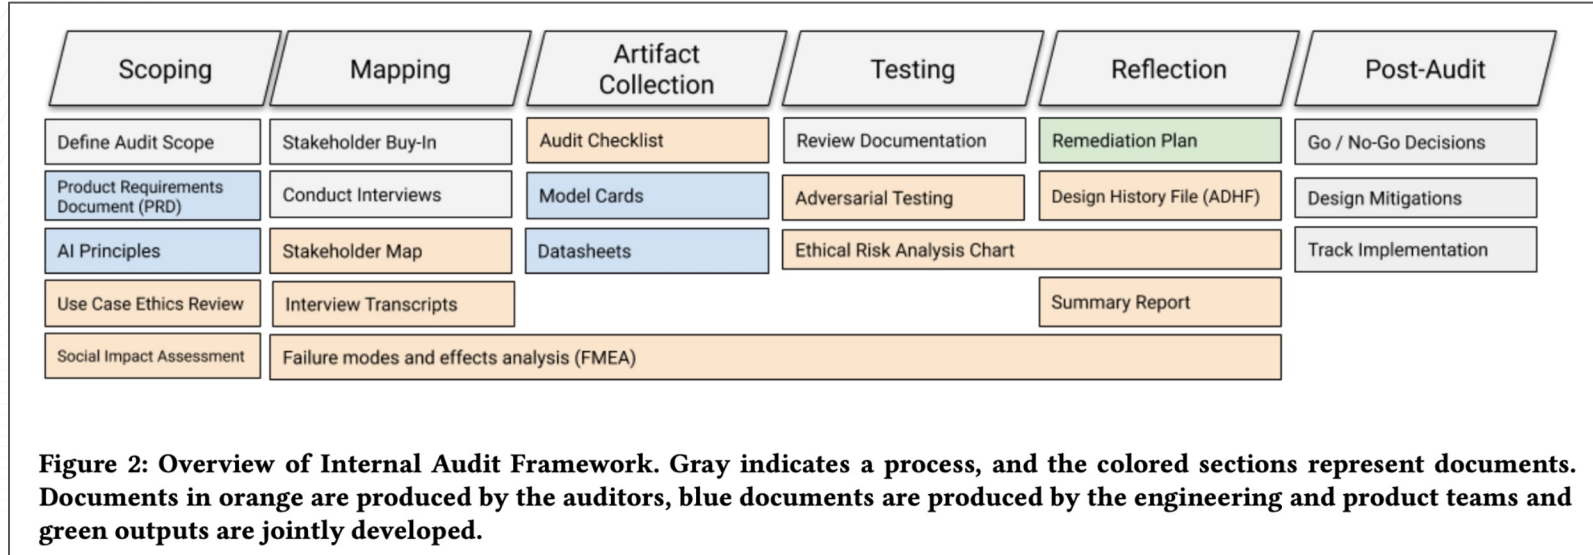 Scoping
Mapping
Artifact
Collection
Testing
Reflection
Post-Audit
Define Audit Scope
Stakeholder Buy-In
Audit Checklist
Review Documentation
Remediation Plan
Go / No-Go Decisions
Product Requirements
Document (PRD)
Conduct Interviews
Model Cards
Adversarial Testing
Design History File (ADHF)
Design Mitigations
AI Principles
Stakeholder Map
Datasheets
Ethical Risk Analysis Chart
Track Implementation
Use Case Ethics Review
Interview Transcripts
Summary Report
Social Impact Assessment
Failure modes and effects analysis (FMEA)
Figure 2: Overview of Internal Audit Framework. Gray indicates a process, and the colored sections represent documents.
Documents in orange are produced by the auditors, blue documents are produced by the engineering and product teams and
green outputs are jointly developed.